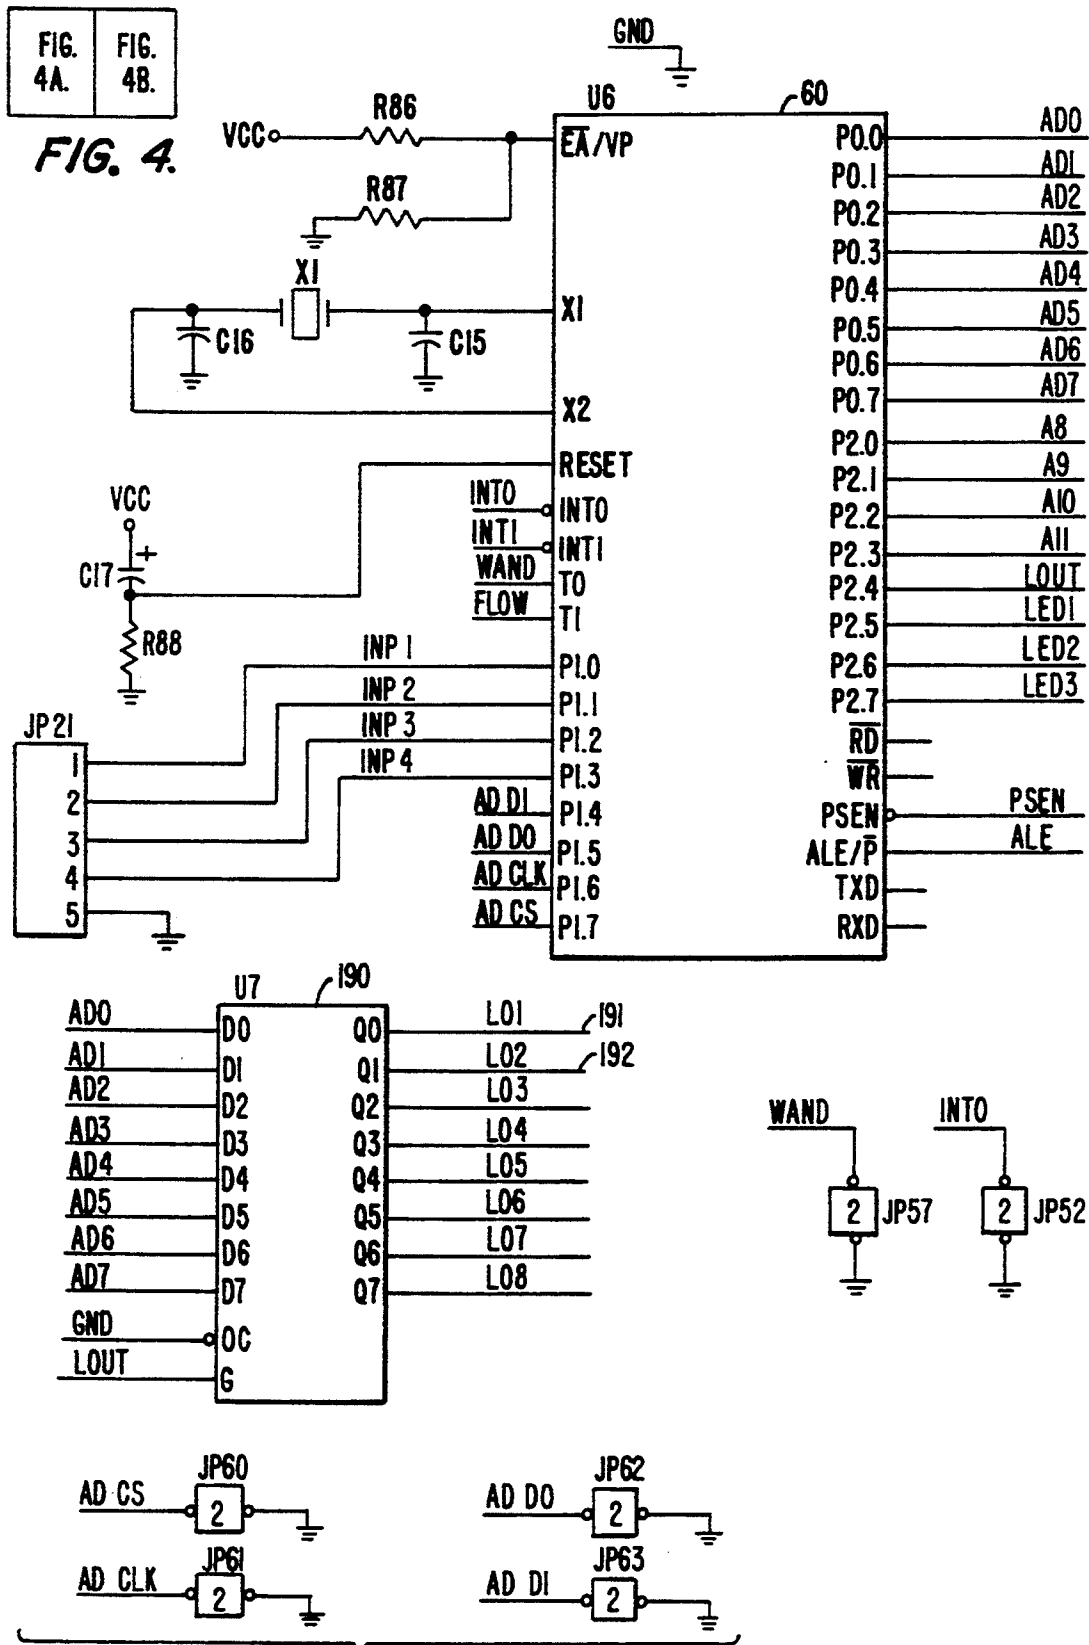 FIG. 4A.
FIG. 4B.
FIG. 4.
GND
U6
60
VCC
R86
R87
EA/VP
X1
C16
C15
X1
X2
RESET
VCC
+
C17
R88
INT0
INT0
INT1
INT1
WAND
T0
FLOW
T1
INP 1
P1.0
INP 2
P1.1
INP 3
P1.2
INP 4
P1.3
AD DI
P1.4
AD DO
P1.5
AD CLK
P1.6
AD CS
P1.7
JP21
1
2
3
4
5
P0.0
AD0
P0.1
AD1
P0.2
AD2
P0.3
AD3
P0.4
AD4
P0.5
AD5
P0.6
AD6
P0.7
AD7
P2.0
A8
P2.1
A9
P2.2
A10
P2.3
A11
P2.4
LOUT
P2.5
LED1
P2.6
LED2
P2.7
LED3
RD
WR
PSEN
PSEN
ALE/P
ALE
TXD
RXD
U7
190
AD0
D0
Q0
LO1
191
AD1
D1
Q1
LO2
192
AD2
D2
Q2
LO3
AD3
D3
Q3
LO4
AD4
D4
Q4
LO5
AD5
D5
Q5
LO6
AD6
D6
Q6
LO7
AD7
D7
Q7
LO8
GND
OC
LOUT
G
WAND
2
JP57
INT0
2
JP52
JP60
AD CS
2
JP61
AD CLK
2
JP62
AD DO
2
JP63
AD DI
2